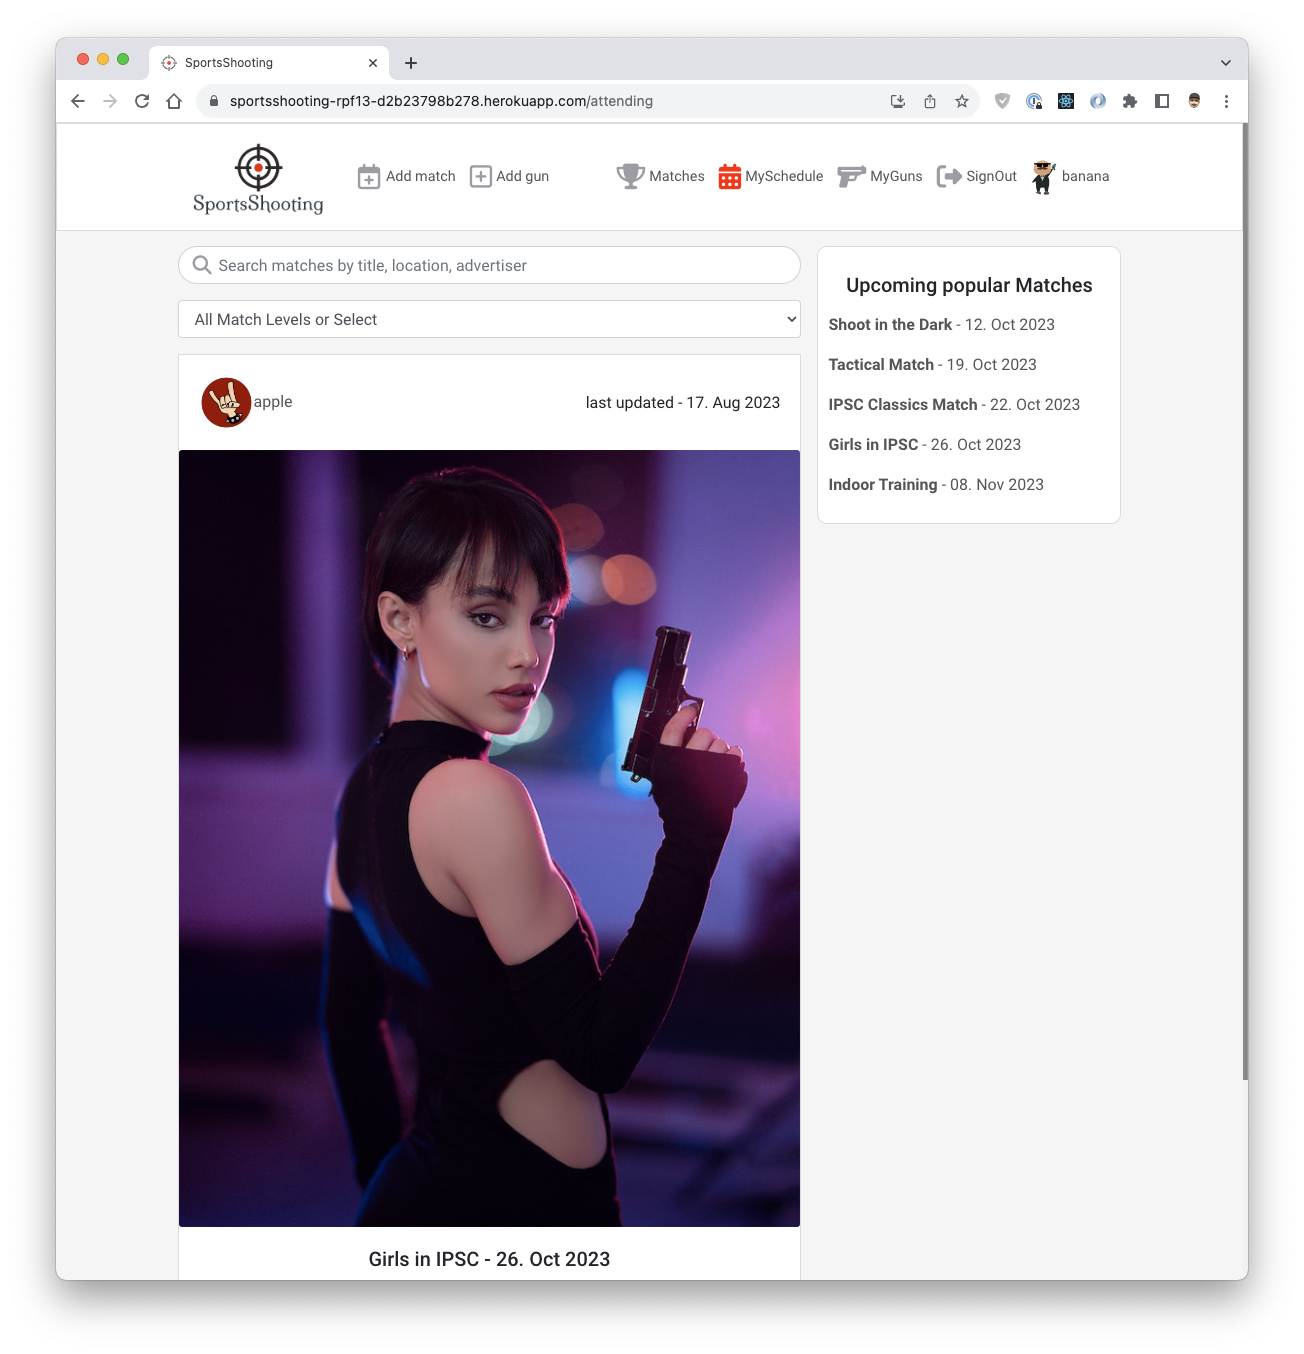 SportsShooting
sportsshooting-rpf13-d2b23798b278.herokuapp.com/attending
SportsShooting
Add match
Add gun
Matches
MySchedule
MyGuns
SignOut
banana
Search matches by title, location, advertiser
All Match Levels or Select
apple
last updated - 17. Aug 2023
Girls in IPSC - 26. Oct 2023
Upcoming popular Matches
Shoot in the Dark - 12. Oct 2023
Tactical Match - 19. Oct 2023
IPSC Classics Match - 22. Oct 2023
Girls in IPSC - 26. Oct 2023
Indoor Training - 08. Nov 2023